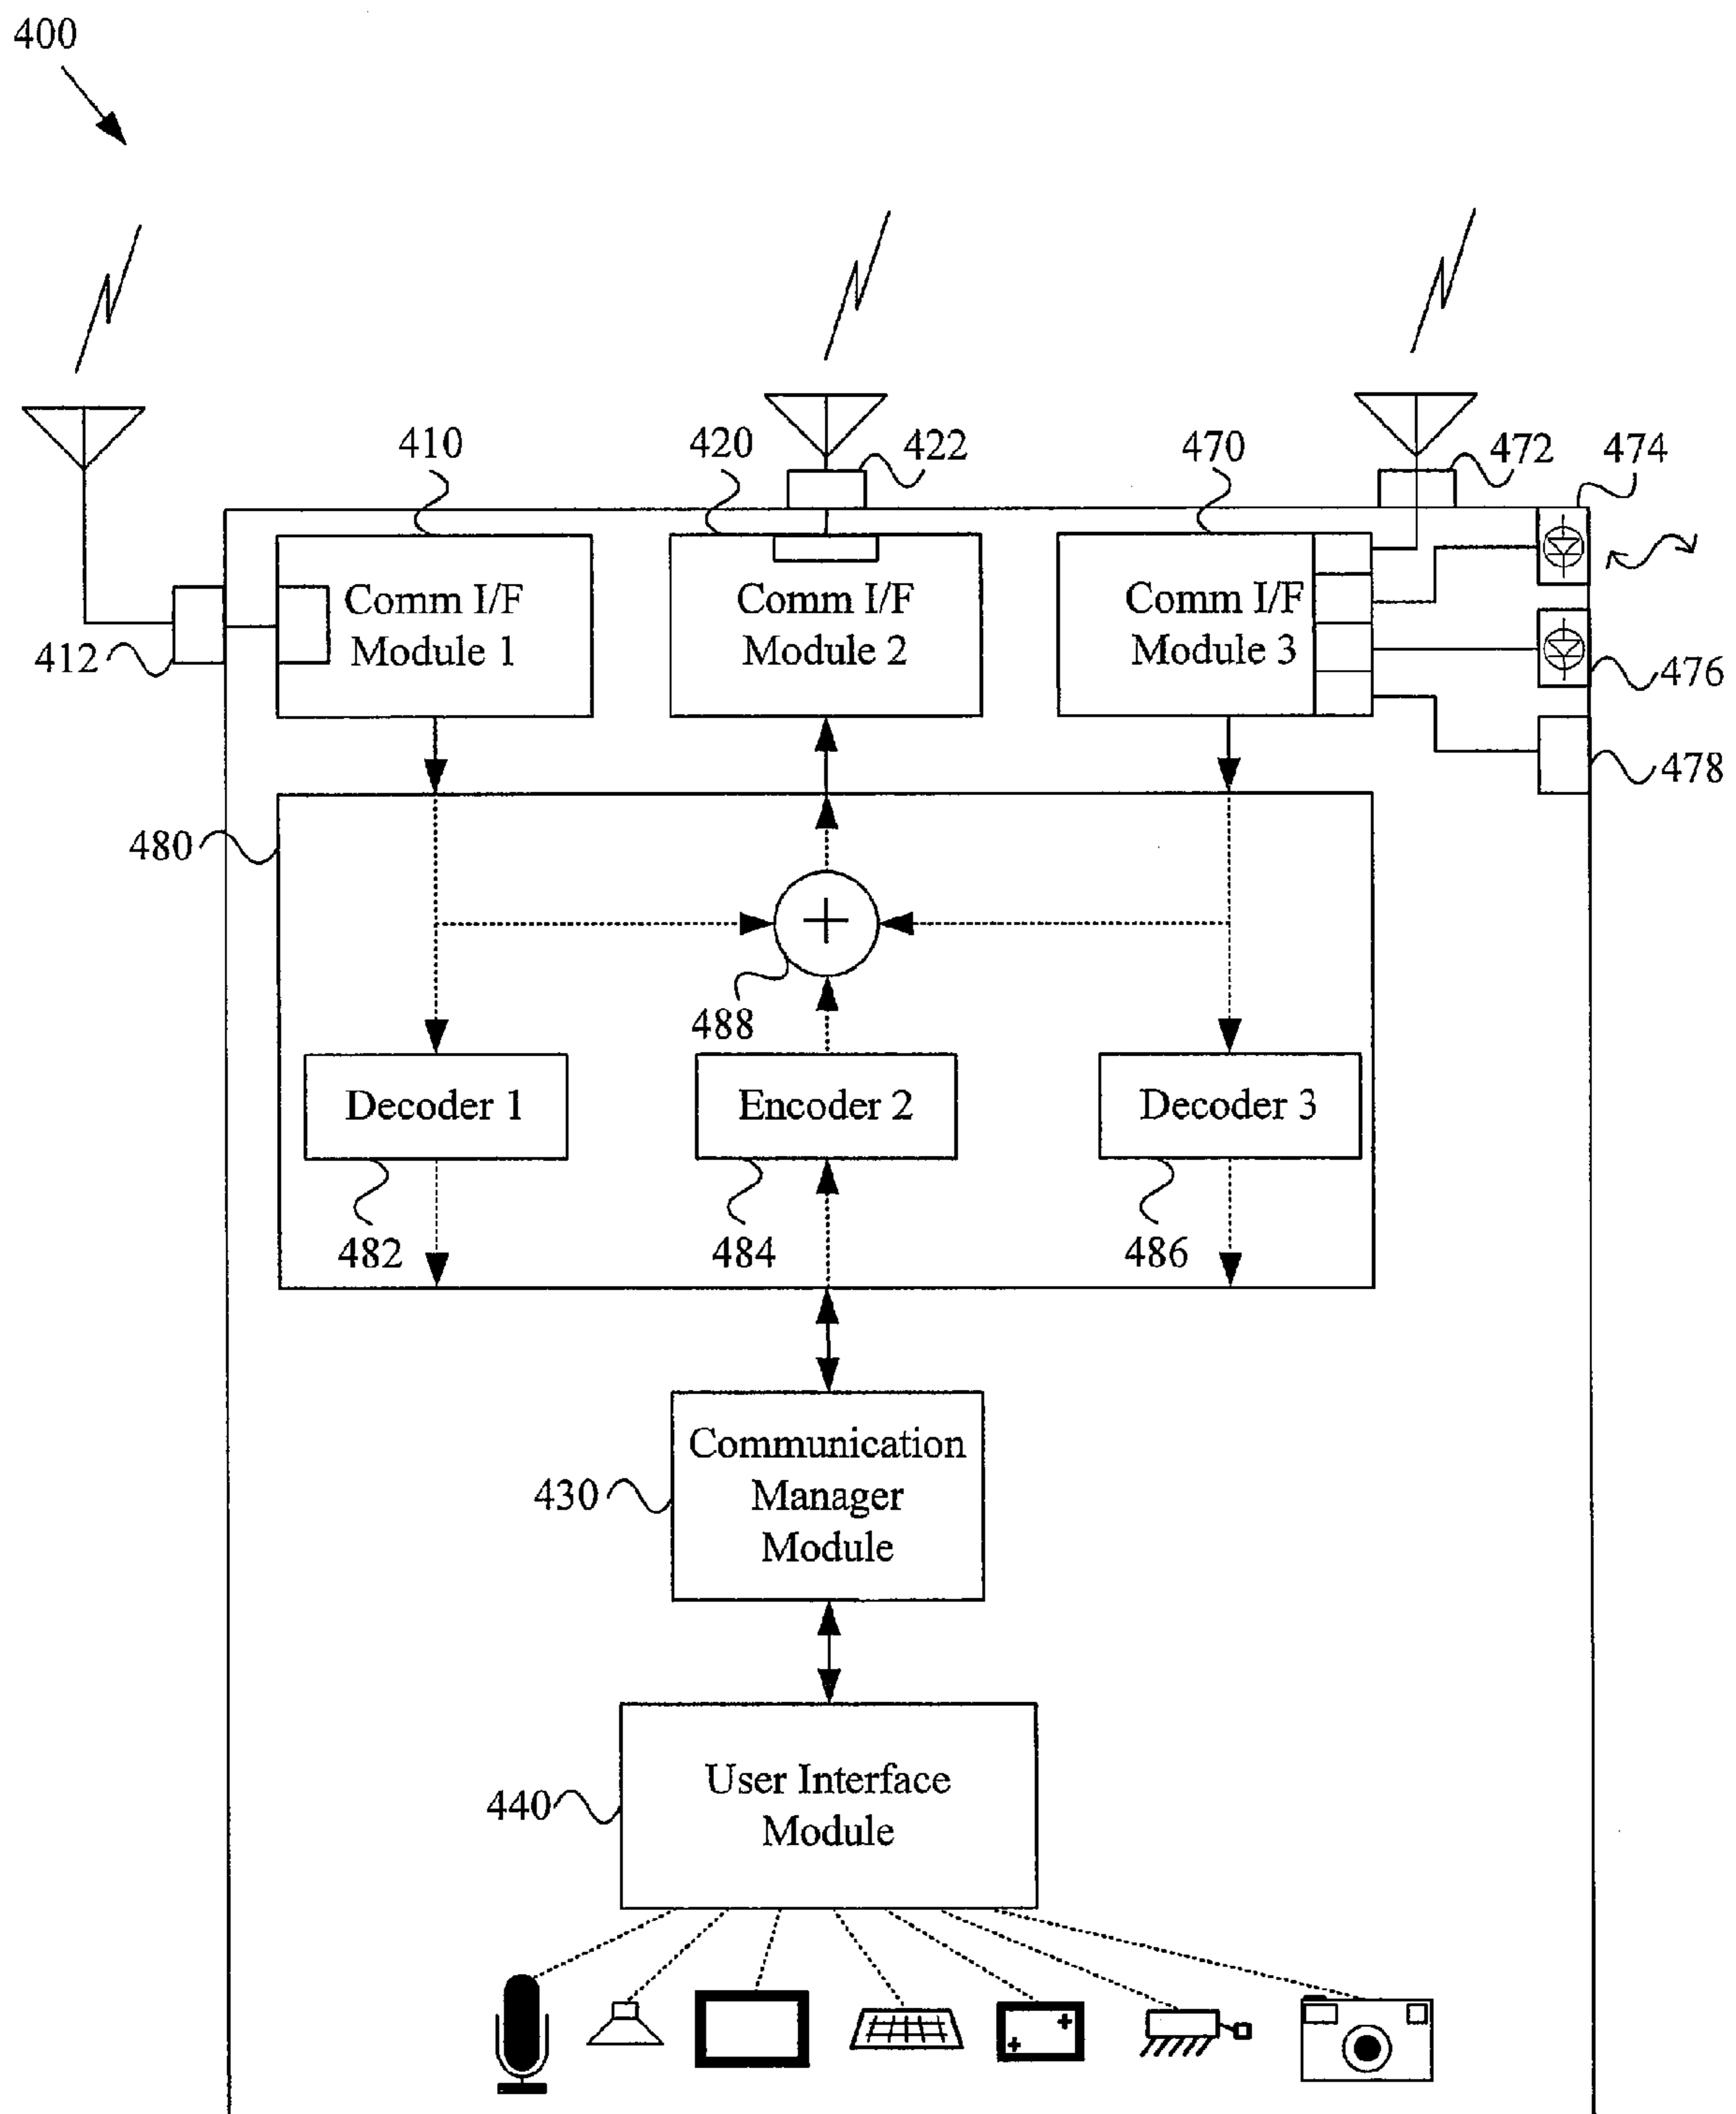 400
410
420
422
470
472
474
Comm I/F
Module 1
Comm I/F
Module 2
Comm I/F
Module 3
412
476
478
480
+
488
Decoder 1
Encoder 2
Decoder 3
482
484
486
Communication
Manager
Module
430
User Interface
Module
440